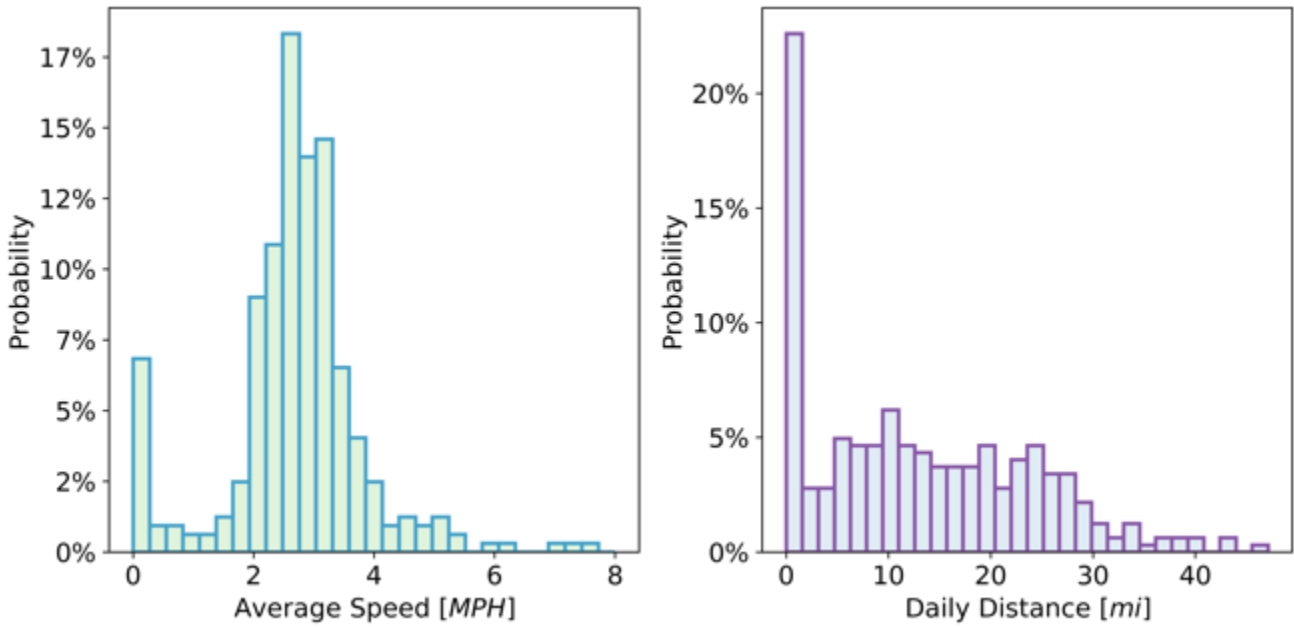 Probability
17%
15%
12%
10%
7%
5%
2%
0%
0 2 4 6 8
Average Speed [MPH]
Probability
20%
15%
10%
5%
0%
0 10 20 30 40
Daily Distance [mi]